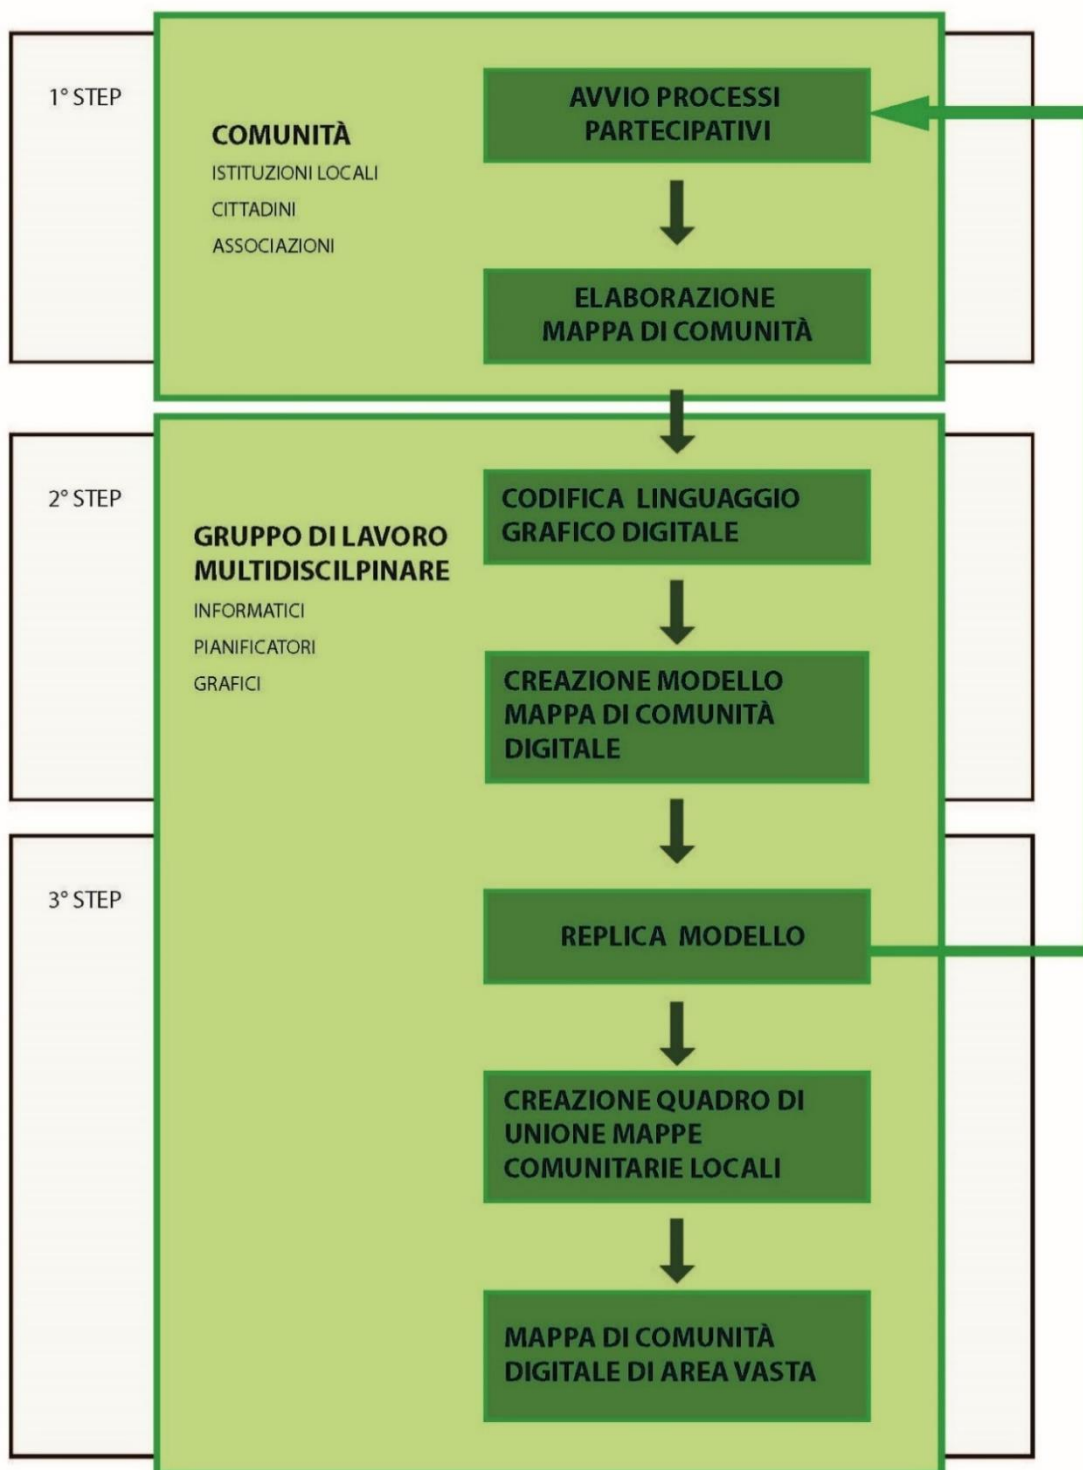 1° STEP
COMUNITÀ
ISTITUZIONI LOCALI
CITTADINI
ASSOCIAZIONI
AVVIO PROCESSI
PARTECIPATIVI
ELABORAZIONE
MAPPA DI COMUNITÀ
2° STEP
GRUPPO DI LAVORO
MULTIDISCILPINARE
INFORMATICI
PIANIFICATORI
GRAFICI
CODIFICA LINGUAGGIO
GRAFICO DIGITALE
CREAZIONE MODELLO
MAPPA DI COMUNITÀ
DIGITALE
3° STEP
REPLICA MODELLO
CREAZIONE QUADRO DI
UNIONE MAPPE
COMUNITARIE LOCALI
MAPPA DI COMUNITÀ
DIGITALE DI AREA VASTA